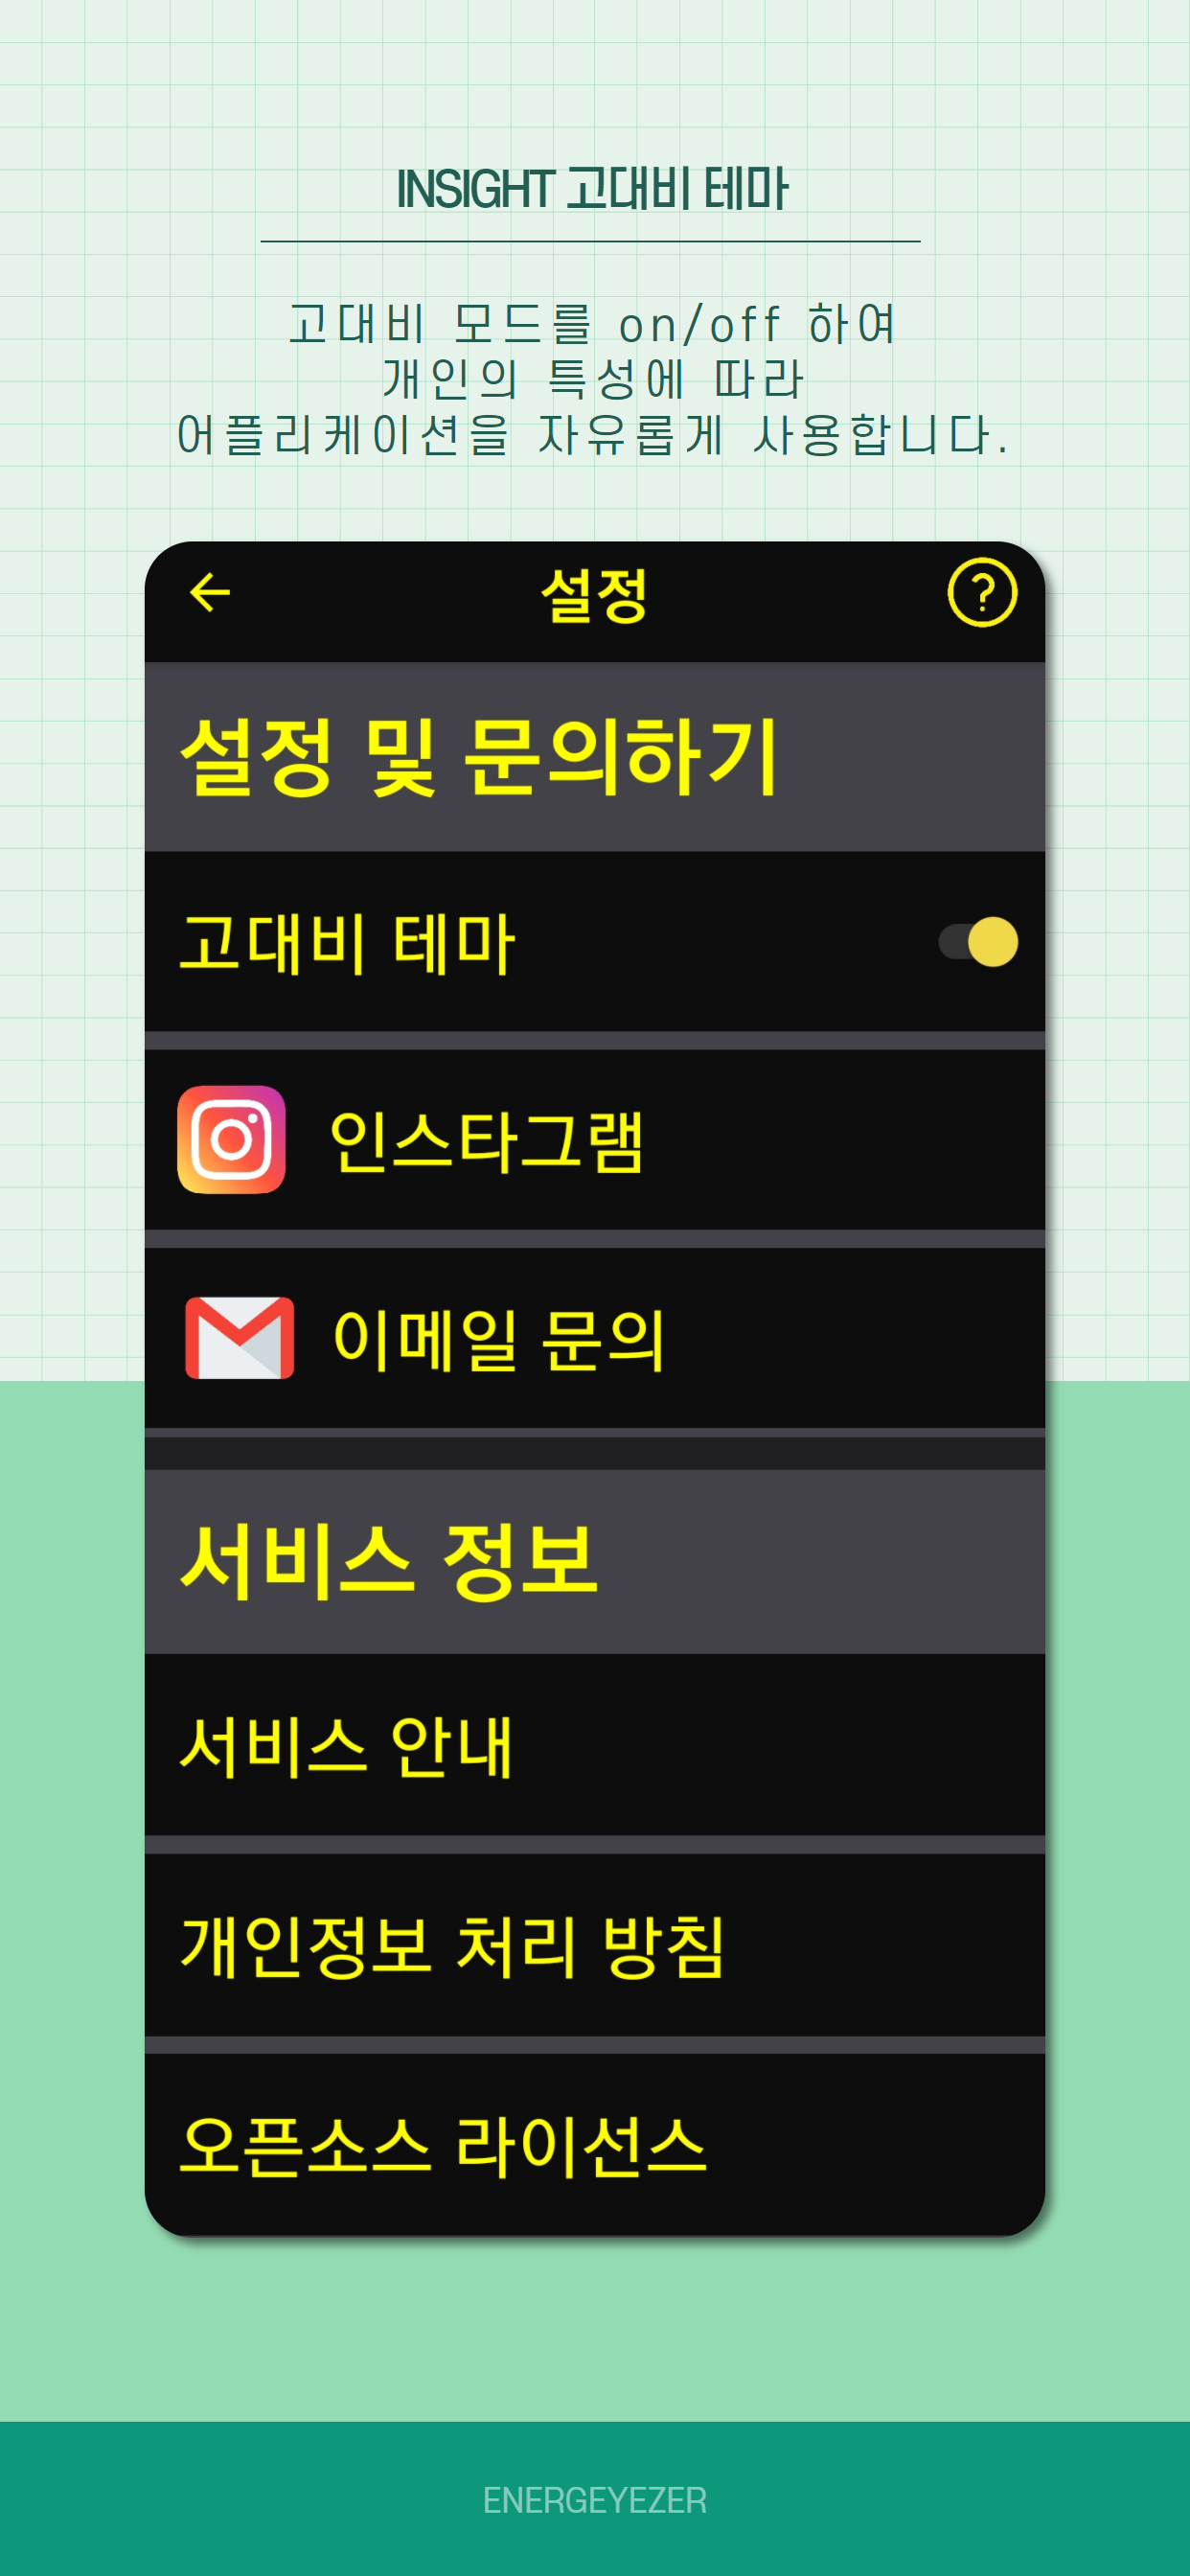 INSIGHT 고대비 테마
고대비 모드를 on/off 하여
개인의 특성에 따라
어플리케이션을 자유롭게 사용합니다.
설정
?
설정 및 문의하기
고대비 테마
인스타그램
이메일 문의
서비스 정보
서비스 안내
개인정보 처리 방침
오픈소스 라이선스
ENERGEYEZER